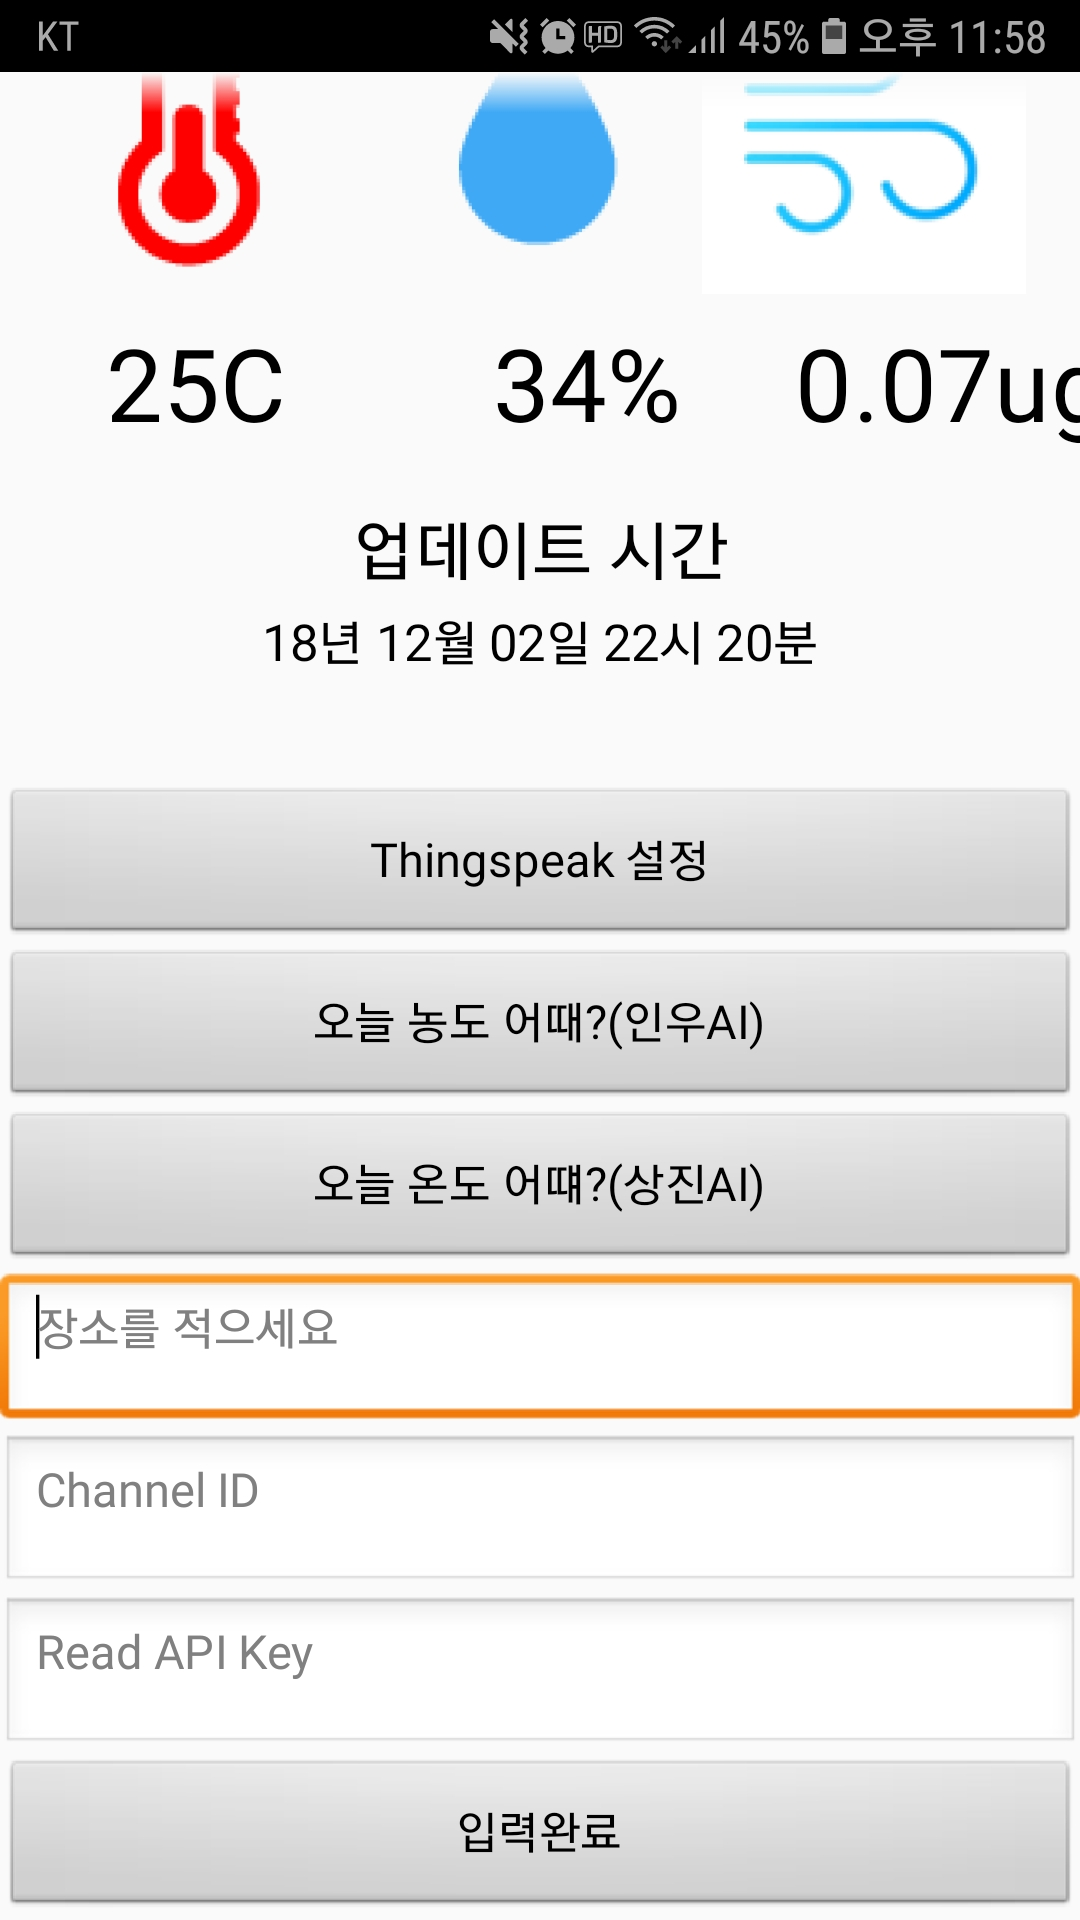 KT HD 45% 오후 11:58
25C 34% 0.07ug
업데이트 시간
18년 12월 02일 22시 20분
Thingspeak 설정
오늘 농도 어때?(인우AI)
오늘 온도 어떄?(상진AI)
장소를 적으세요
Channel ID
Read API Key
입력완료